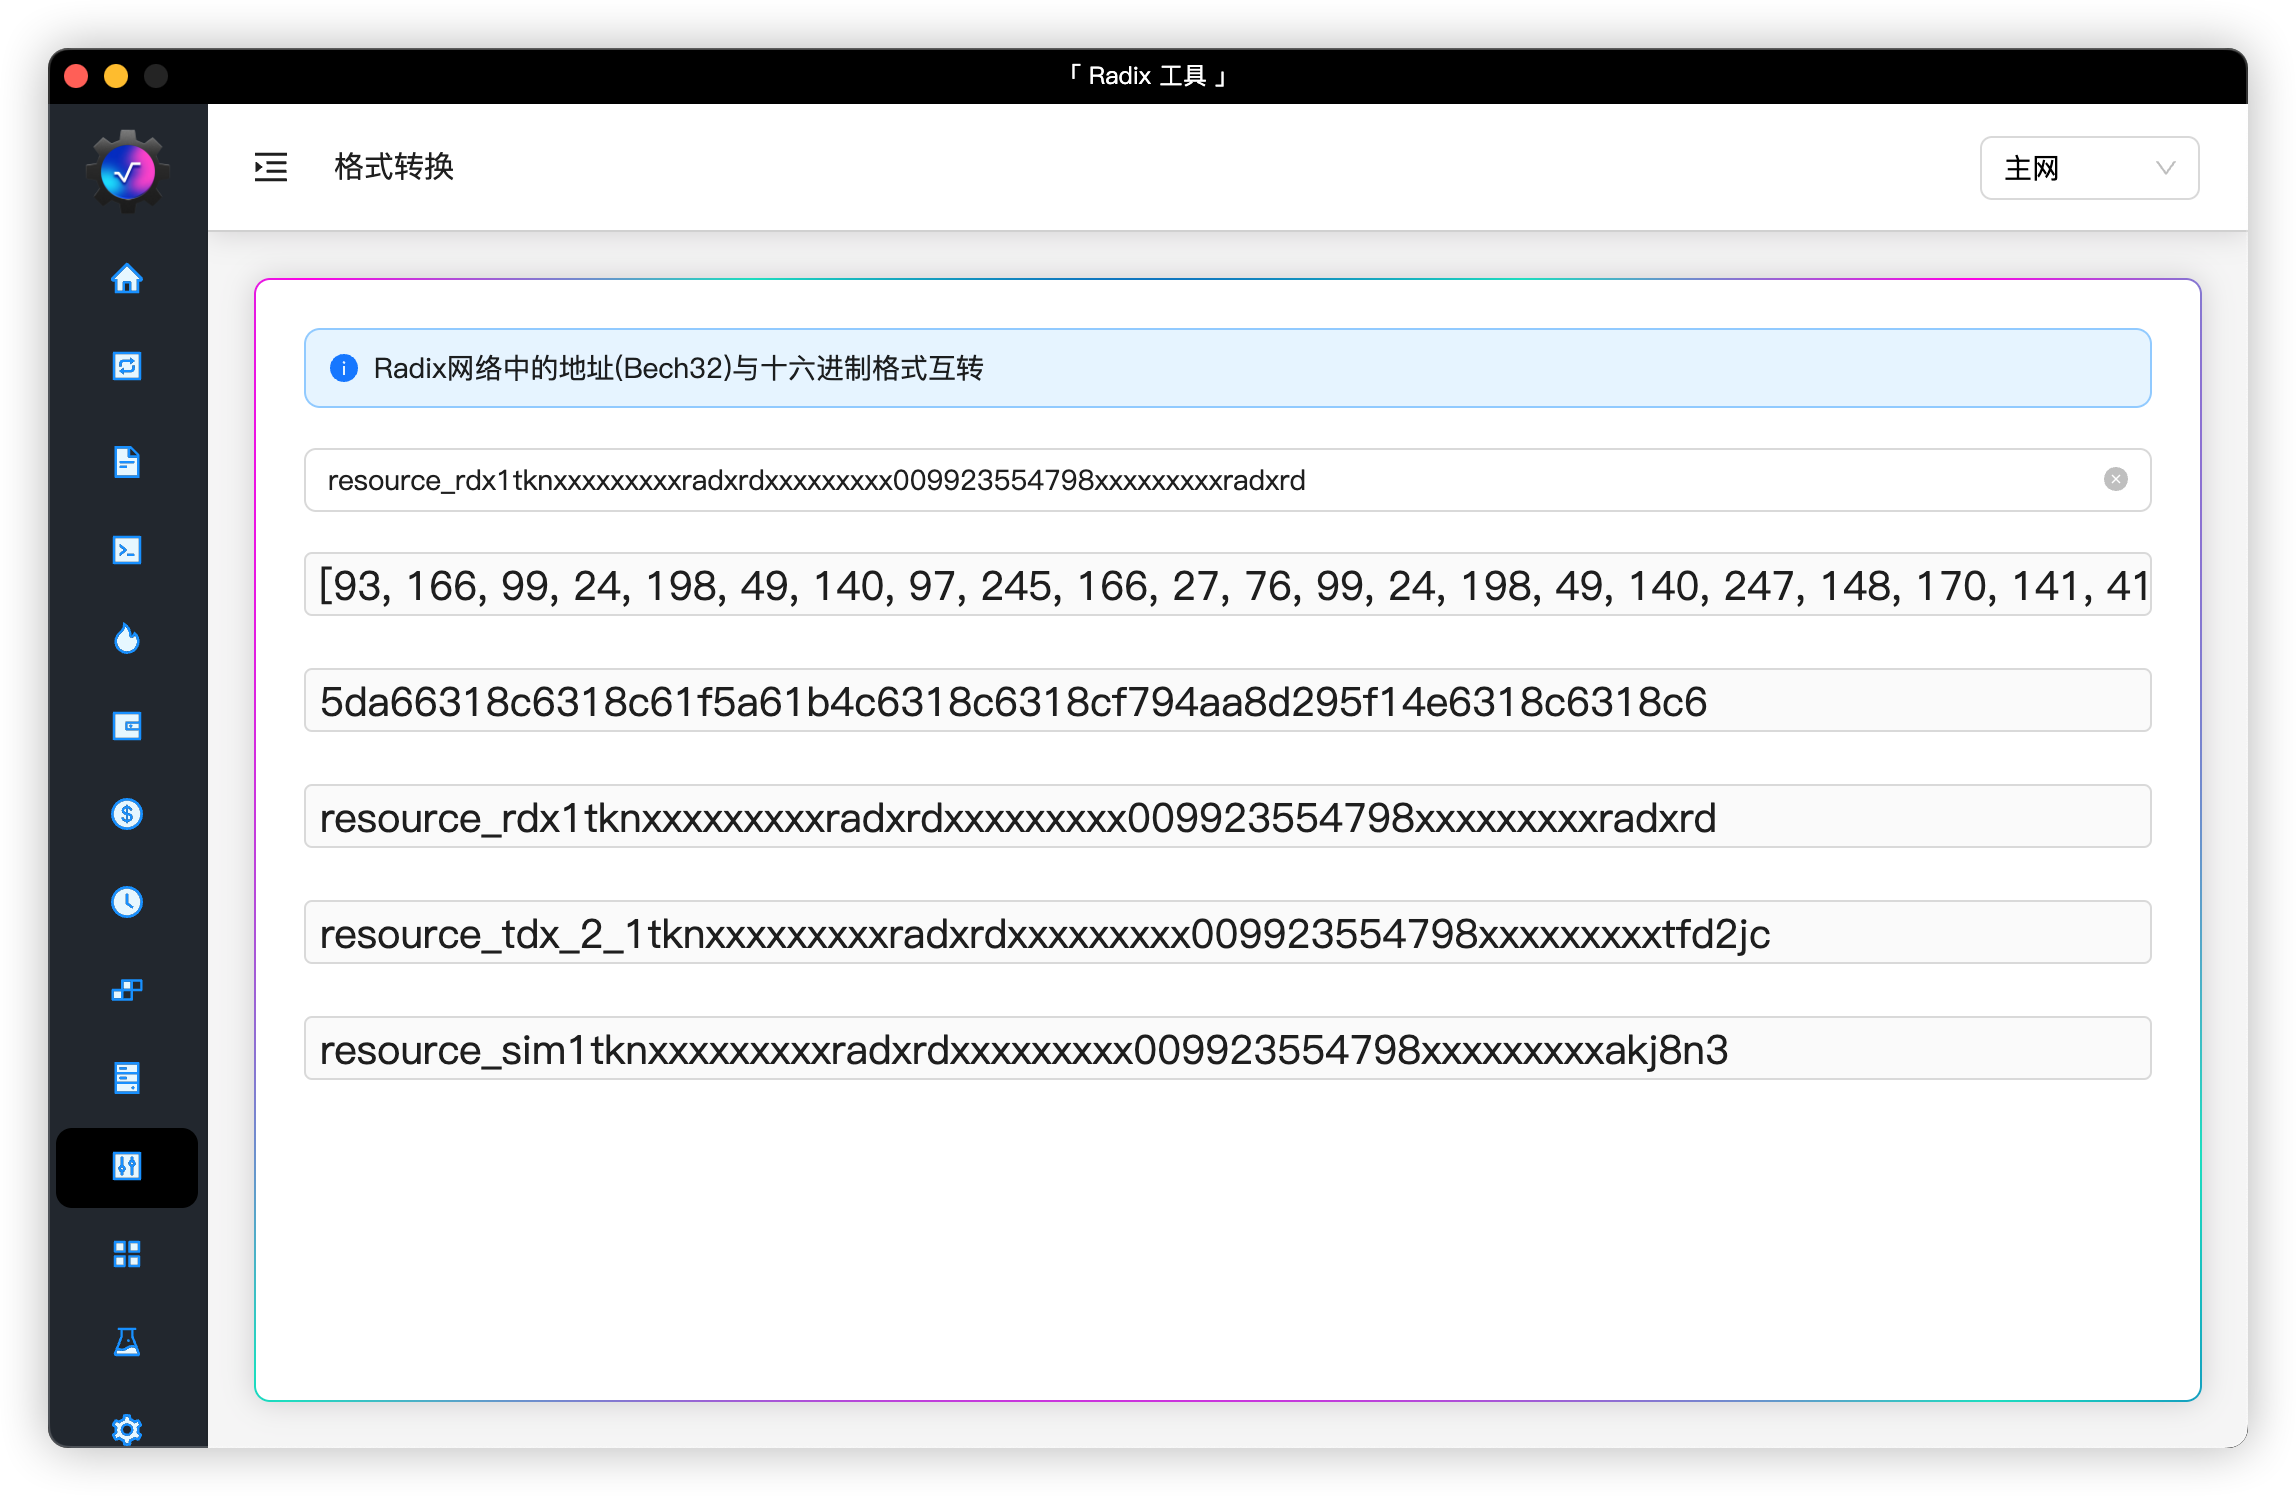 「 Radix 工具 」
格式转换
主网
Radix网络中的地址(Bech32)与十六进制格式互转
resource_rdx1tknxxxxxxxxxradxrdxxxxxxxxx009923554798xxxxxxxxxradxrd
[93, 166, 99, 24, 198, 49, 140, 97, 245, 166, 27, 76, 99, 24, 198, 49, 140, 247, 148, 170, 141, 41
5da66318c6318c61f5a61b4c6318c6318cf794aa8d295f14e6318c6318c6
resource_rdx1tknxxxxxxxxxradxrdxxxxxxxxx009923554798xxxxxxxxxradxrd
resource_tdx_2_1tknxxxxxxxxxradxrdxxxxxxxxx009923554798xxxxxxxxxtfd2jc
resource_sim1tknxxxxxxxxxradxrdxxxxxxxxx009923554798xxxxxxxxxakj8n3